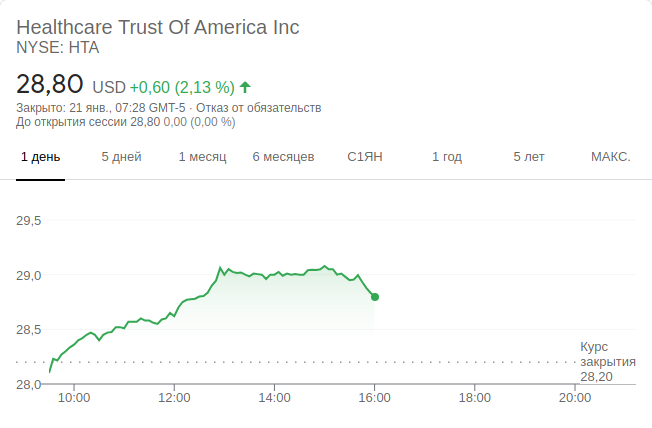 Healthcare Trust Of America Inc
NYSE: HTA
28,80 USD +0,60 (2,13 %)
Закрыто: 21 янв., 07:28 GMT-5 · Отказ от обязательств
До открытия сессии 28,80 0,00 (0,00 %)
1 день 5 дней 1 месяц 6 месяцев С1ЯН 1 год 5 лет МАКС.
29,5
29,0
28,5
Курс
закрытия
28,20
28,0
10:00 12:00 14:00 16:00 18:00 20:00